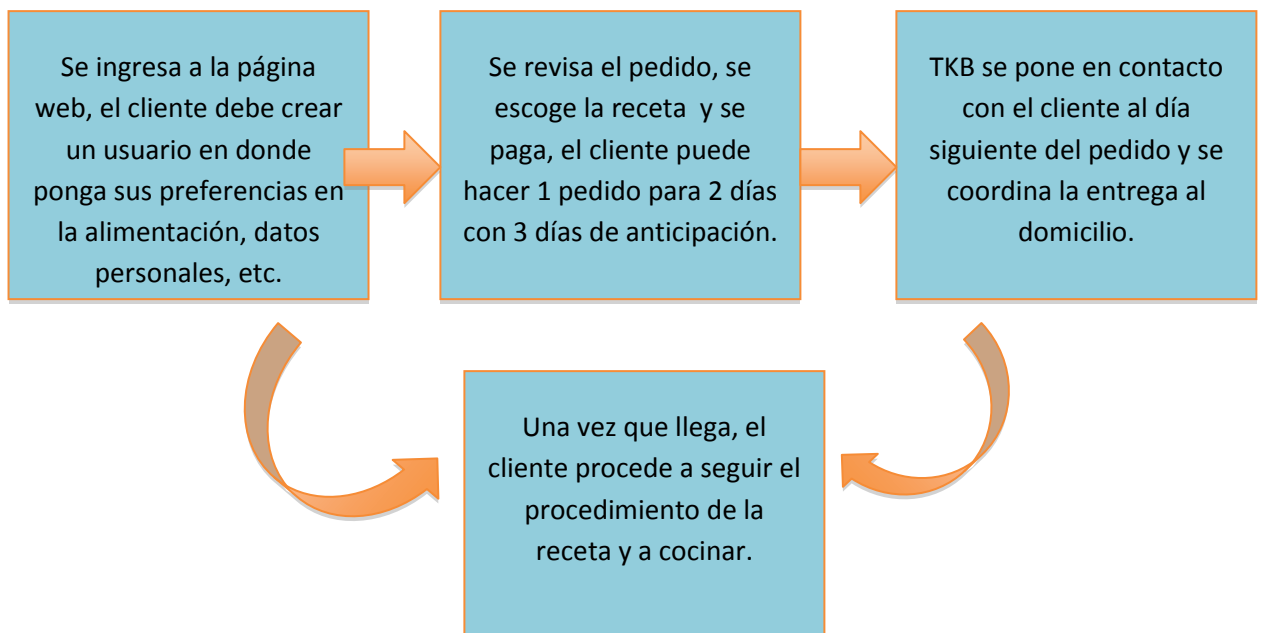 Se ingresa a la página
web, el cliente debe crear
un usuario en donde
ponga sus preferencias en
la alimentación, datos
personales, etc.
Se revisa el pedido, se
escoge la receta y se
paga, el cliente puede
hacer 1 pedido para 2 días
con 3 días de anticipación.
TKB se pone en contacto
con el cliente al día
siguiente del pedido y se
coordina la entrega al
domicilio.
Una vez que llega, el
cliente procede a seguir el
procedimiento de la
receta y a cocinar.